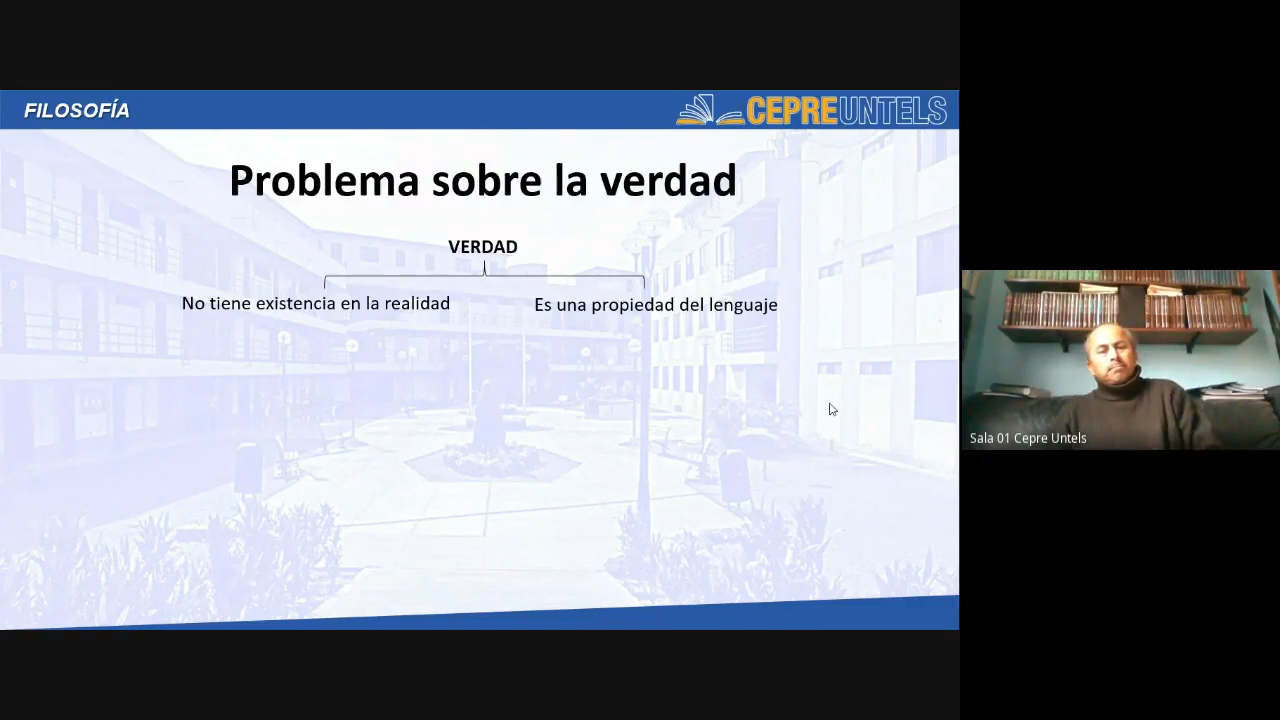 FILOSOFÍA
CEPREUNTELS
Problema sobre la verdad
VERDAD
No tiene existencia en la realidad
Es una propiedad del lenguaje
Sala 01 Cepre Untels